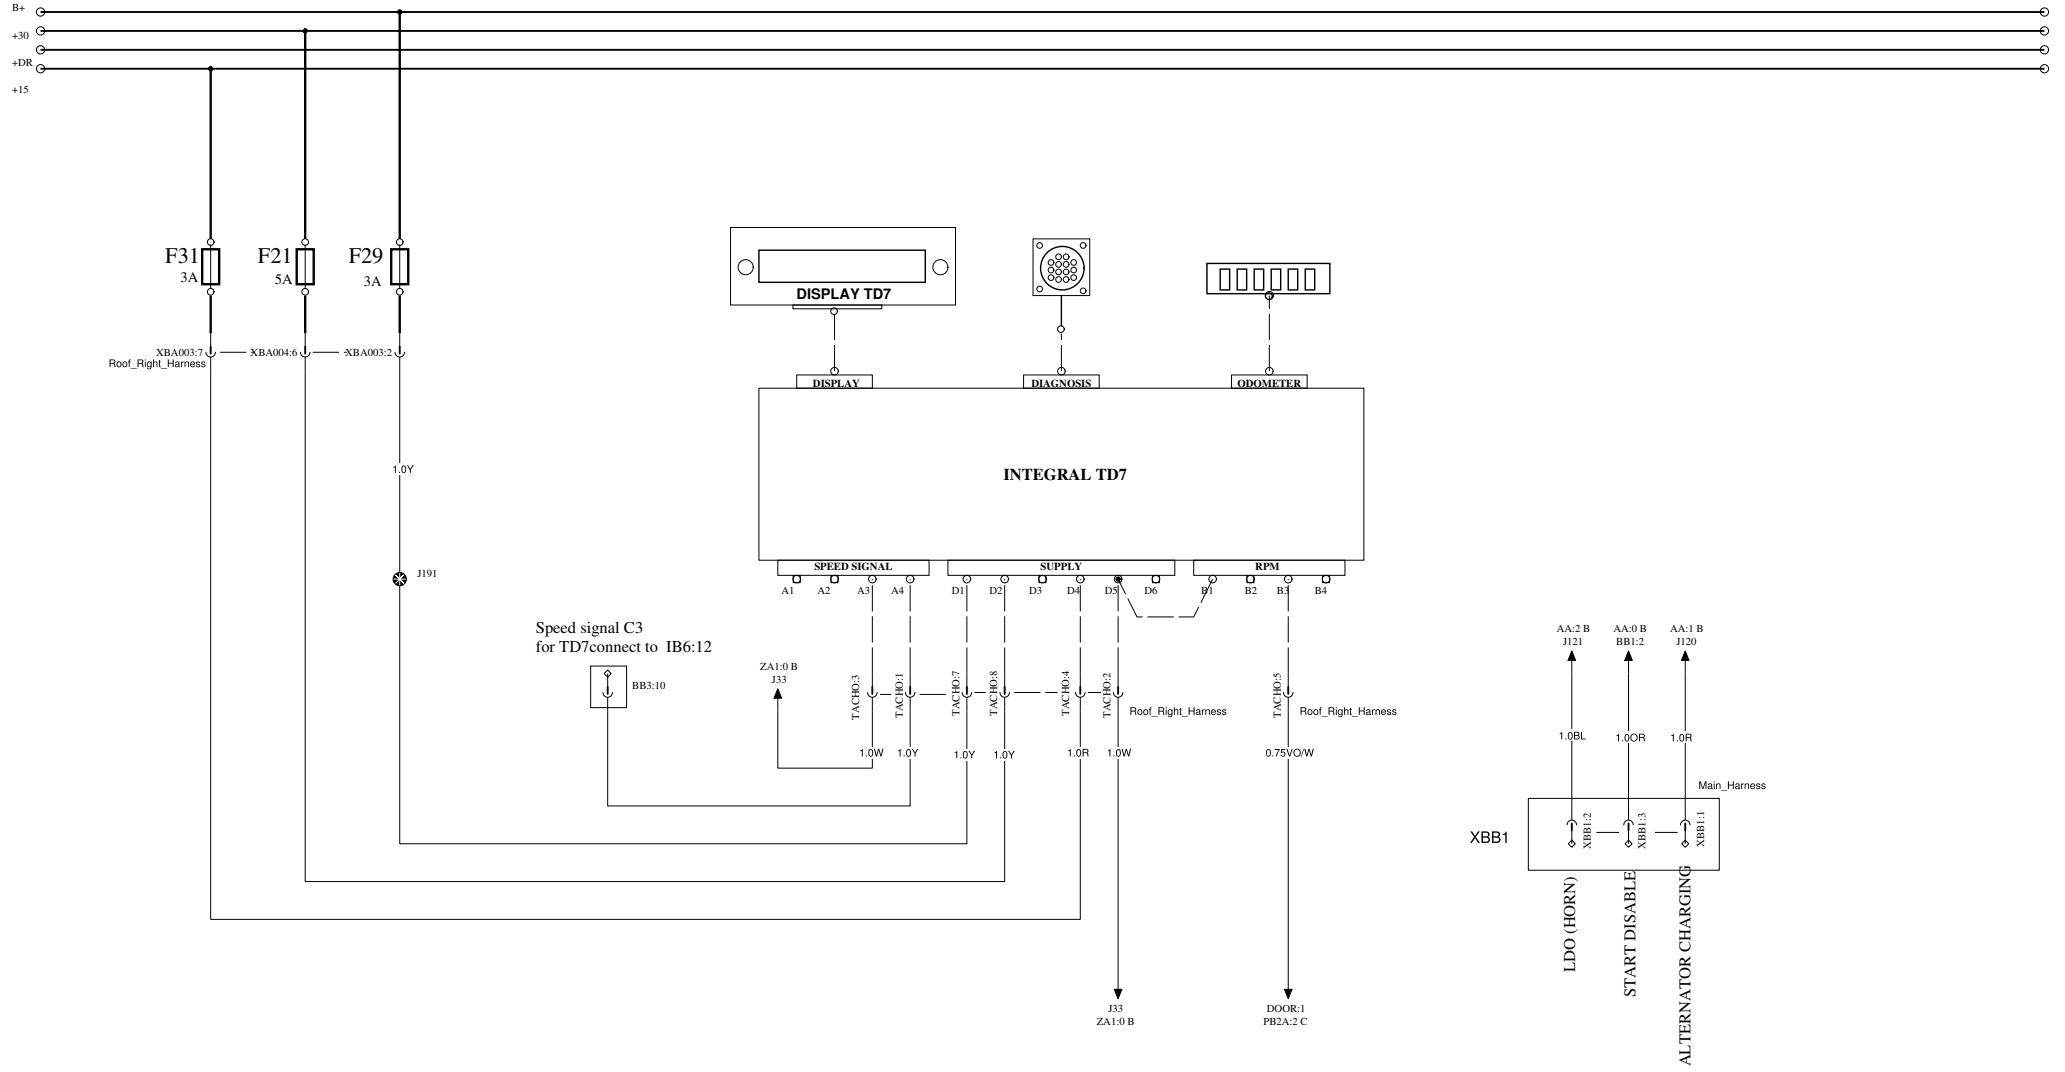 B+
+30
+DR
+15
F31
3A
F21
5A
F29
3A
XBA003:7
XBA004:6
XBA003:2
Roof_Right_Harness
1.0Y
J191
DISPLAY TD7
DISPLAY
DIAGNOSIS
ODOMETER
INTEGRAL TD7
SPEED SIGNAL
SUPPLY
RPM
A1
A2
A3
A4
D1
D2
D3
D4
D5
D6
B1
B2
B3
B4
Speed signal C3
for TD7connect to IB6:12
BB3:10
ZA1:0 B
J33
TACHO:3
TACHO:1
TACHO:7
TACHO:8
TACHO:4
TACHO:2
TACHO:5
Roof_Right_Harness
Roof_Right_Harness
1.0W
1.0Y
1.0Y
1.0Y
1.0R
1.0W
0.75VO/W
J33
ZA1:0 B
DOOR:1
PB2A:2 C
AA:2 B
J121
AA:0 B
BB1:2
AA:1 B
J120
1.0BL
1.0OR
1.0R
Main_Harness
XBB1
XBB1:2
XBB1:3
XBB1:1
LDO (HORN)
START DISABLE
ALTERNATOR CHARGING